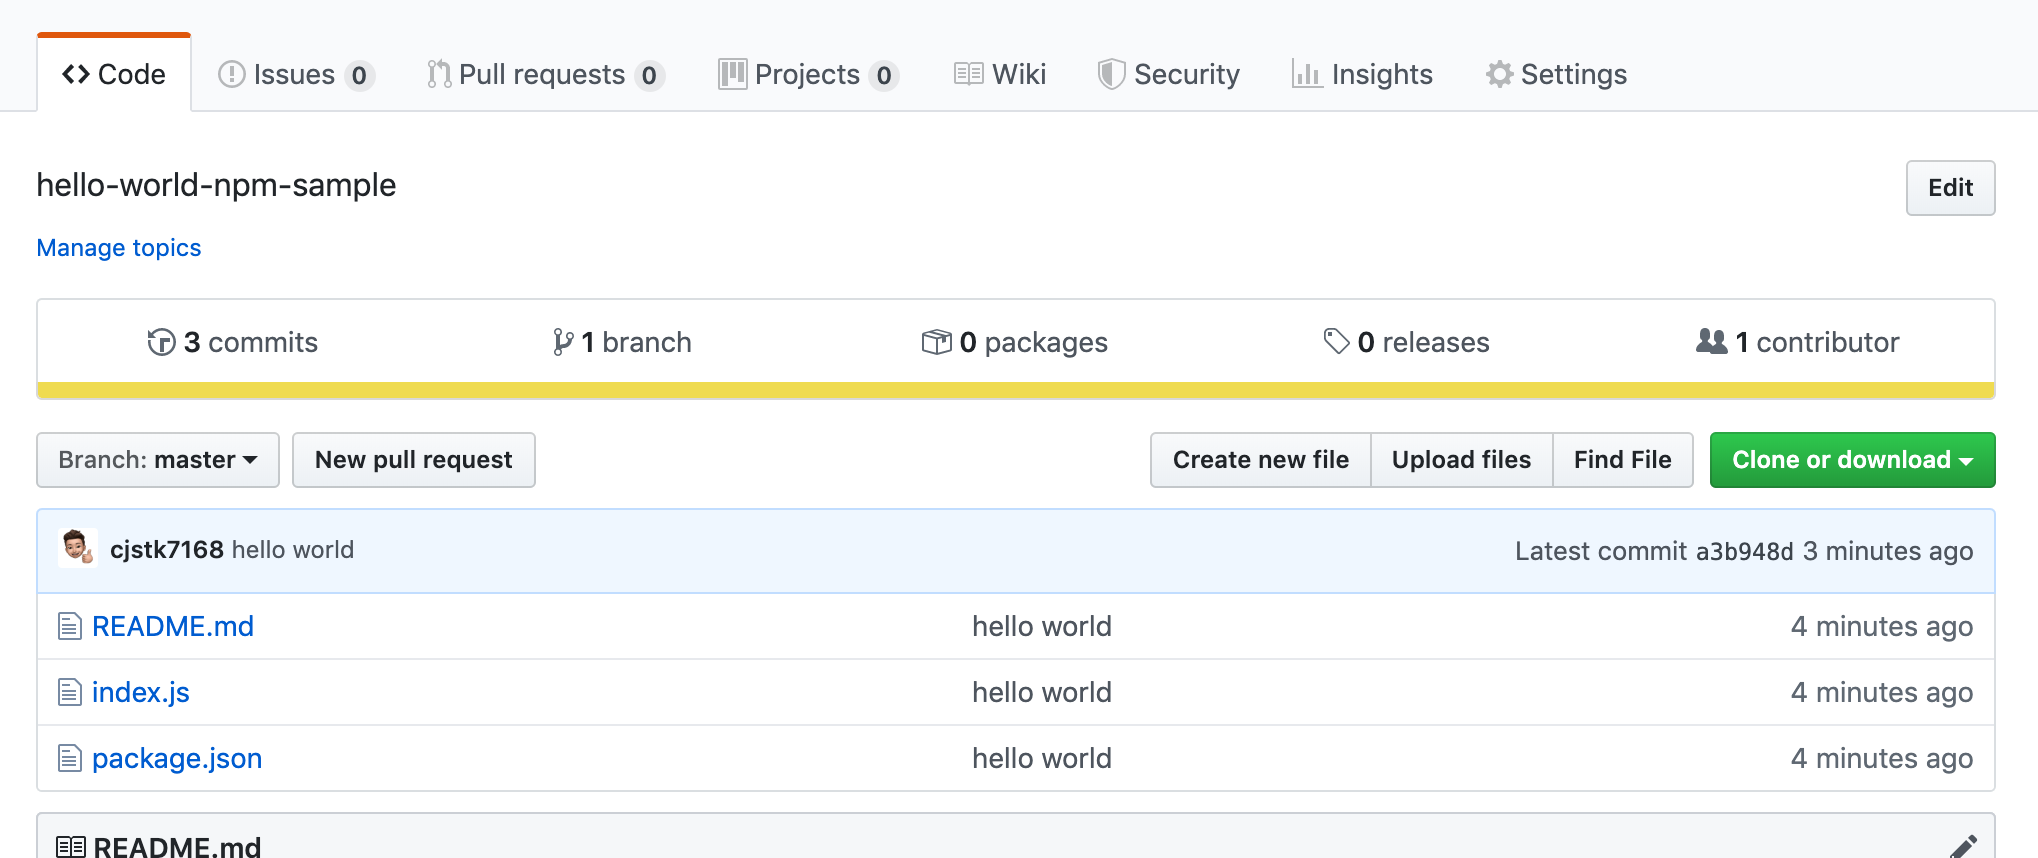 Code Issues 0 Pull requests 0 Projects 0 Wiki Security Insights Settings
hello-world-npm-sample Edit
Manage topics
3 commits 1 branch 0 packages 0 releases 1 contributor
Branch: master New pull request Create new file Upload files Find File Clone or download
cjstk7168 hello world Latest commit a3b948d 3 minutes ago
README.md hello world 4 minutes ago
index.js hello world 4 minutes ago
package.json hello world 4 minutes ago
README.md